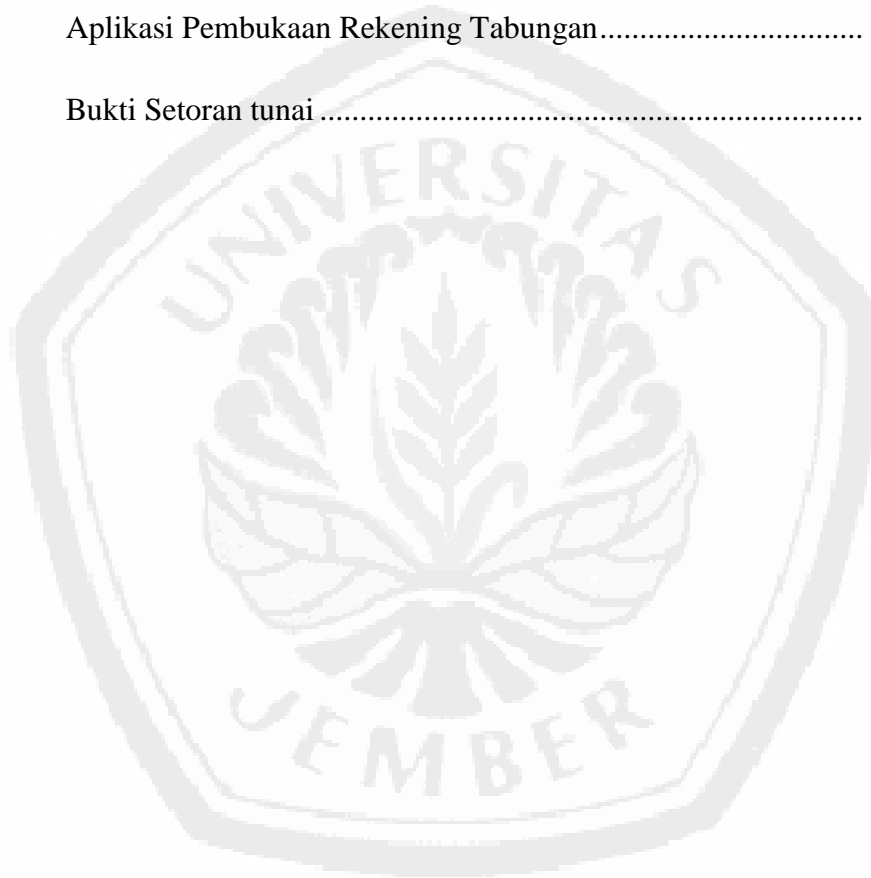 Aplikasi Pembukaan Rekening Tabungan.................................
Bukti Setoran tunai....................................................................
UNIVERSITAS
JEMBER